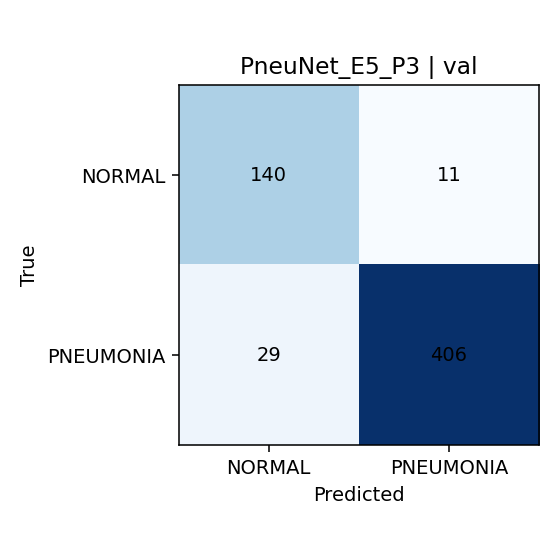 PneuNet_E5_P3 | val
True
NORMAL
140
11
PNEUMONIA
29
406
NORMAL
PNEUMONIA
Predicted